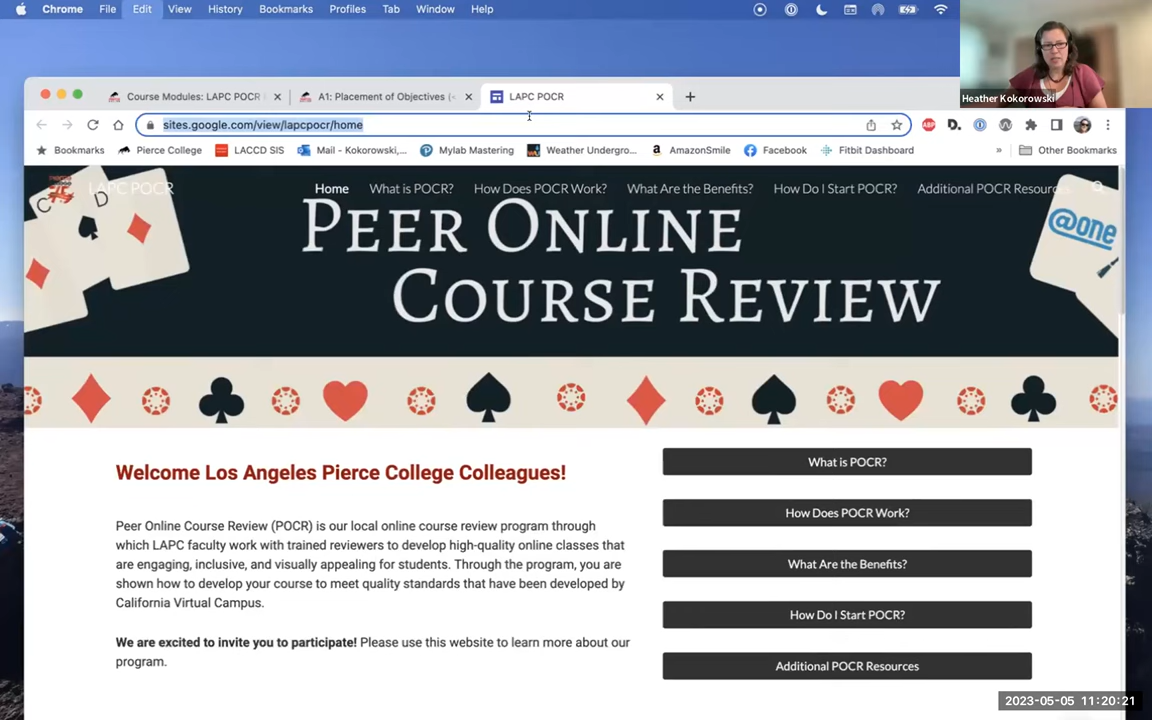 Chrome File Edit View History Bookmarks Profiles Tab Window Help
Heather Kokorowski
Course Modules: LAPC POCR
A1: Placement of Objectives (
LAPC POCR
sites.google.com/view/lapcpocr/home
ABP
D.
Bookmarks Pierce College LACCD SIS Mail - Kokorowski,... Mylab Mastering Weather Undergro... AmazonSmile Facebook Fitbit Dashboard » Other Bookmarks
LAPC POCR
Home What is POCR? How Does POCR Work? What Are the Benefits? How Do I Start POCR? Additional POCR Resources
C D
@one
PEER ONLINE
COURSE REVIEW
Welcome Los Angeles Pierce College Colleagues!
Peer Online Course Review (POCR) is our local online course review program through
which LAPC faculty work with trained reviewers to develop high-quality online classes that
are engaging, inclusive, and visually appealing for students. Through the program, you are
shown how to develop your course to meet quality standards that have been developed by
California Virtual Campus.
We are excited to invite you to participate! Please use this website to learn more about our
program.
What is POCR?
How Does POCR Work?
What Are the Benefits?
How Do I Start POCR?
Additional POCR Resources
2023-05-05 11:20:21